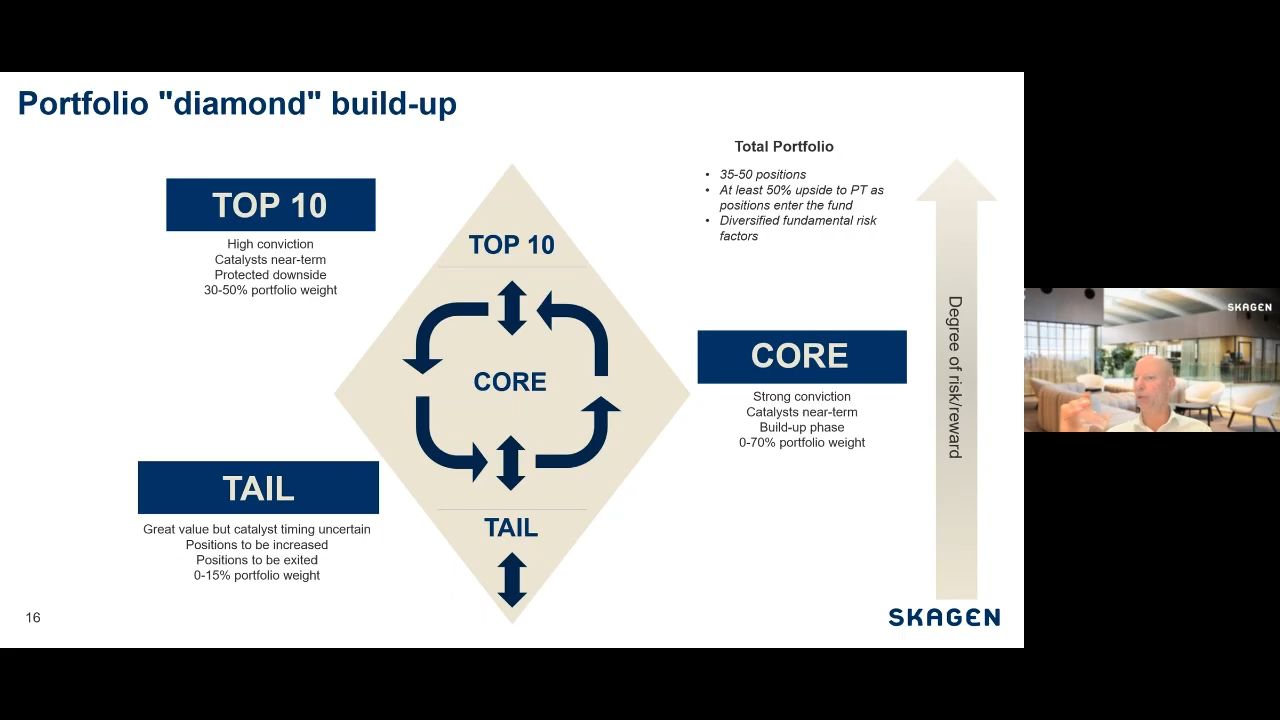 Portfolio "diamond" build-up
TOP 10
High conviction
Catalysts near-term
Protected downside
30-50% portfolio weight
TOP 10
CORE
TAIL
Total Portfolio
• 35-50 positions
• At least 50% upside to PT as
positions enter the fund
• Diversified fundamental risk
factors
CORE
Strong conviction
Catalysts near-term
Build-up phase
0-70% portfolio weight
TAIL
Great value but catalyst timing uncertain
Positions to be increased
Positions to be exited
0-15% portfolio weight
Degree of risk/reward
16
SKAGEN
SKAGEN